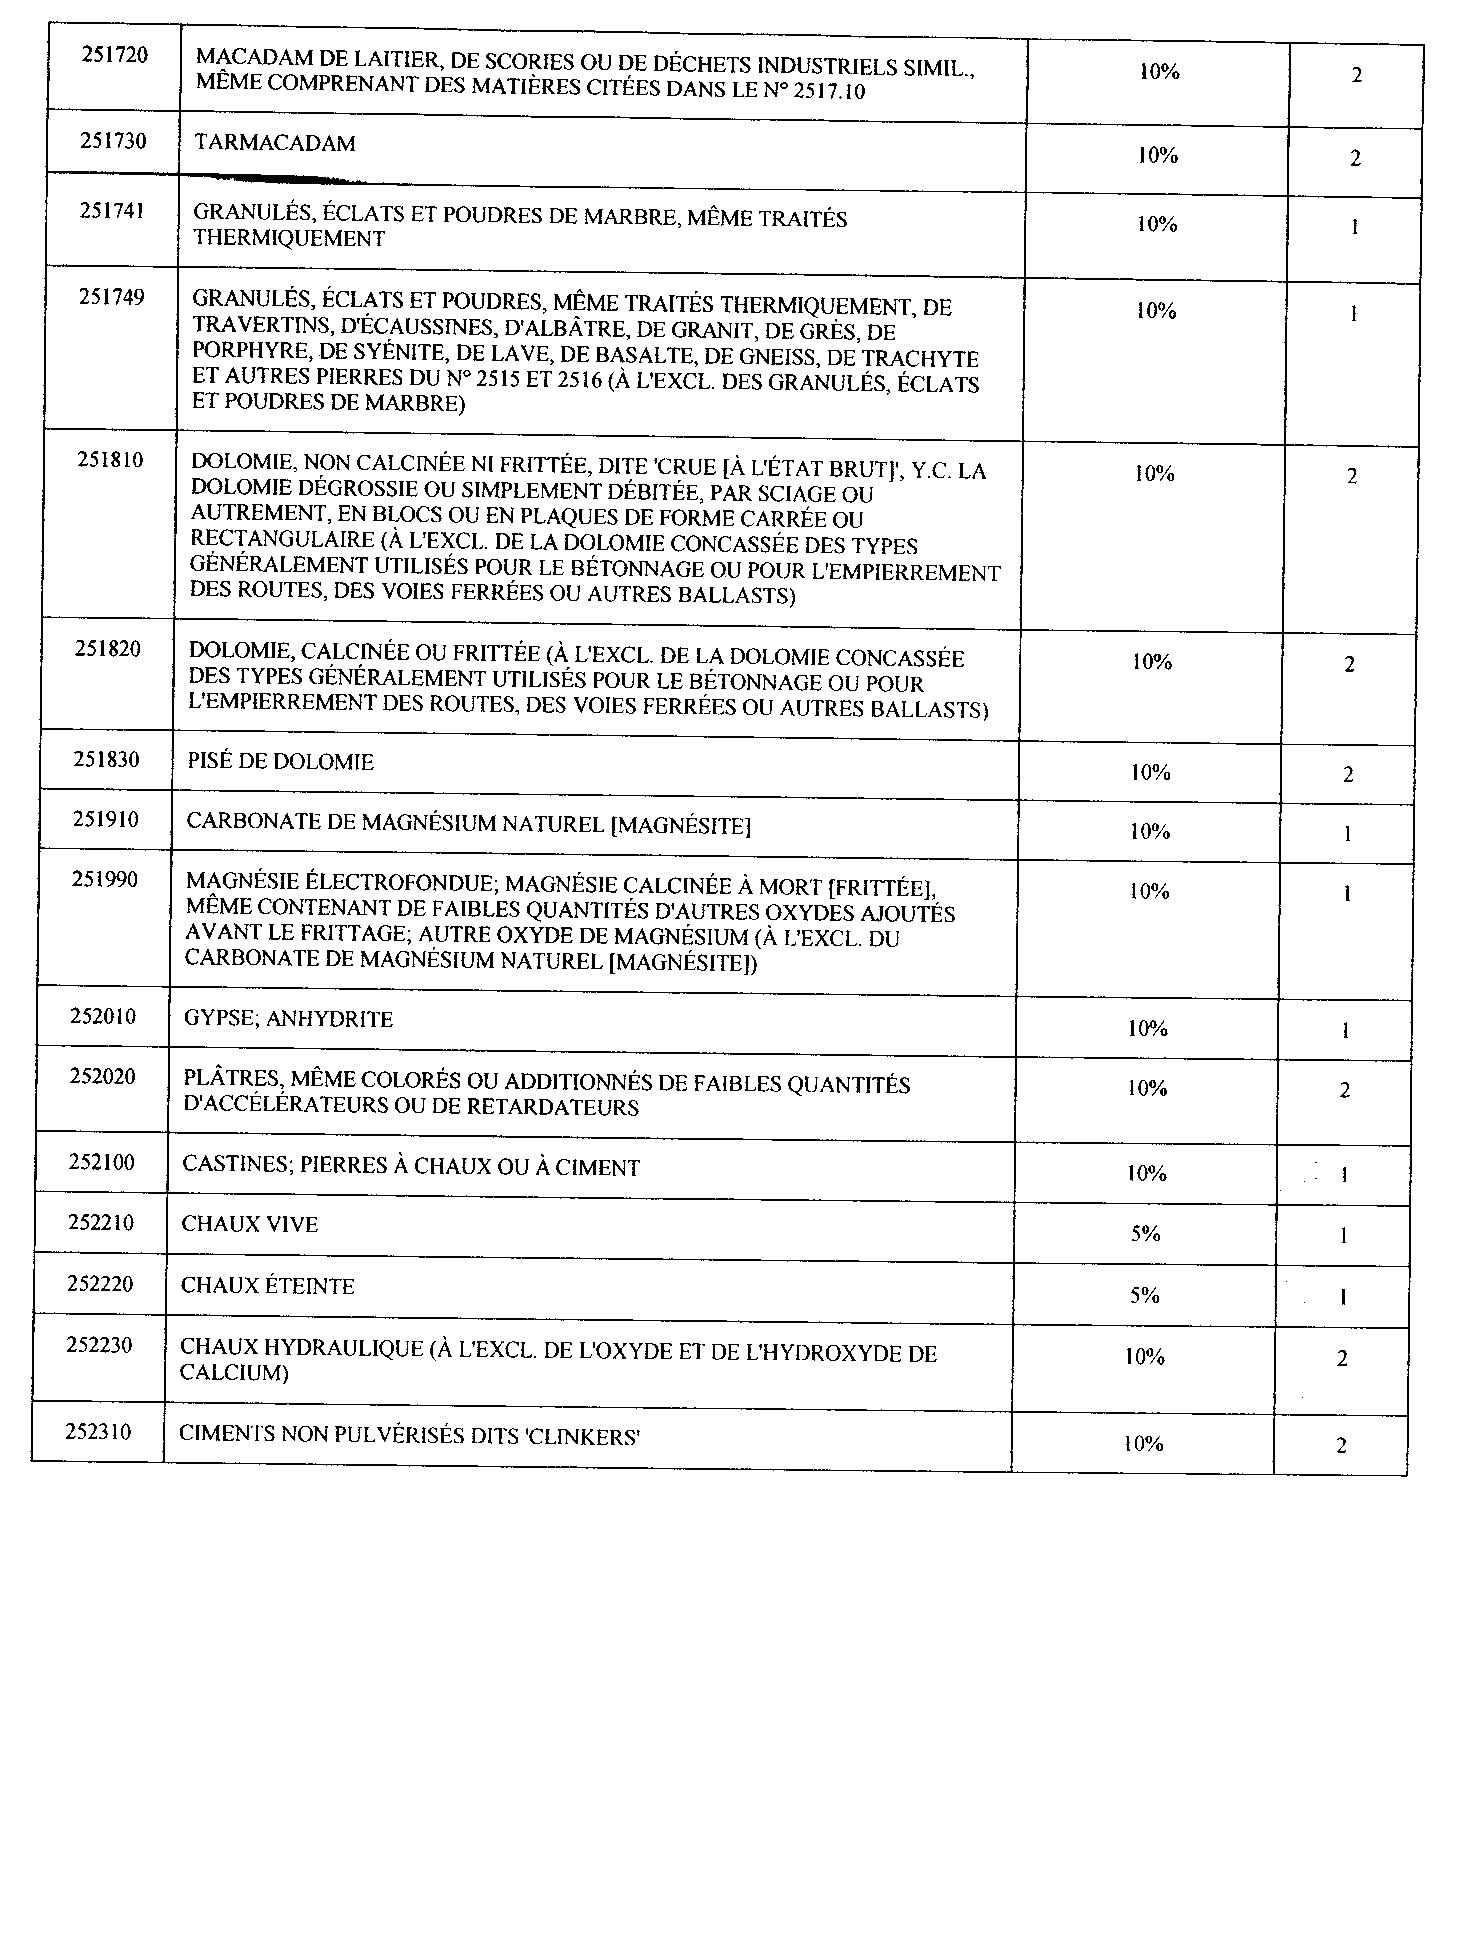 251720 MACADAM DE LAITIER, DE SCORIES OU DE DÉCHETS INDUSTRIELS SIMIL., 10% 2
MÊME COMPRENANT DES MATIÈRES CITÉES DANS LE N° 2517.10
251730 TARMACADAM 10% 2
251741 GRANULÉS, ÉCLATS ET POUDRES DE MARBRE, MÊME TRAITÉS 10% 1
THERMIQUEMENT
251749 GRANULÉS, ÉCLATS ET POUDRES, MÊME TRAITÉS THERMIQUEMENT, DE 10% 1
TRAVERTINS, D'ÉCAUSSINES, D'ALBÂTRE, DE GRANIT, DE GRÈS, DE
PORPHYRE, DE SYÉNITE, DE LAVE, DE BASALTE, DE GNEISS, DE TRACHYTE
ET AUTRES PIERRES DU N° 2515 ET 2516 (À L'EXCL. DES GRANULÉS, ÉCLATS
ET POUDRES DE MARBRE)
251810 DOLOMIE, NON CALCINÉE NI FRITTÉE, DITE 'CRUE [À L'ÉTAT BRUT]', Y.C. LA 10% 2
DOLOMIE DÉGROSSIE OU SIMPLEMENT DÉBITÉE, PAR SCIAGE OU
AUTREMENT, EN BLOCS OU EN PLAQUES DE FORME CARRÉE OU
RECTANGULAIRE (À L'EXCL. DE LA DOLOMIE CONCASSÉE DES TYPES
GÉNÉRALEMENT UTILISÉS POUR LE BÉTONNAGE OU POUR L'EMPIERREMENT
DES ROUTES, DES VOIES FERRÉES OU AUTRES BALLASTS)
251820 DOLOMIE, CALCINÉE OU FRITTÉE (À L'EXCL. DE LA DOLOMIE CONCASSÉE 10% 2
DES TYPES GÉNÉRALEMENT UTILISÉS POUR LE BÉTONNAGE OU POUR
L'EMPIERREMENT DES ROUTES, DES VOIES FERRÉES OU AUTRES BALLASTS)
251830 PISÉ DE DOLOMIE 10% 2
251910 CARBONATE DE MAGNÉSIUM NATUREL [MAGNÉSITE] 10% 1
251990 MAGNÉSIE ÉLECTROFONDUE; MAGNÉSIE CALCINÉE À MORT [FRITTÉE], 10% 1
MÊME CONTENANT DE FAIBLES QUANTITÉS D'AUTRES OXYDES AJOUTÉS
AVANT LE FRITTAGE; AUTRE OXYDE DE MAGNÉSIUM (À L'EXCL. DU
CARBONATE DE MAGNÉSIUM NATUREL [MAGNÉSITE])
252010 GYPSE; ANHYDRITE 10% 1
252020 PLÂTRES, MÊME COLORÉS OU ADDITIONNÉS DE FAIBLES QUANTITÉS 10% 2
D'ACCÉLÉRATEURS OU DE RETARDATEURS
252100 CASTINES; PIERRES À CHAUX OU À CIMENT 10% 1
252210 CHAUX VIVE 5% 1
252220 CHAUX ÉTEINTE 5% 1
252230 CHAUX HYDRAULIQUE (À L'EXCL. DE L'OXYDE ET DE L'HYDROXYDE DE 10% 2
CALCIUM)
252310 CIMENTS NON PULVÉRISÉS DITS 'CLINKERS' 10% 2